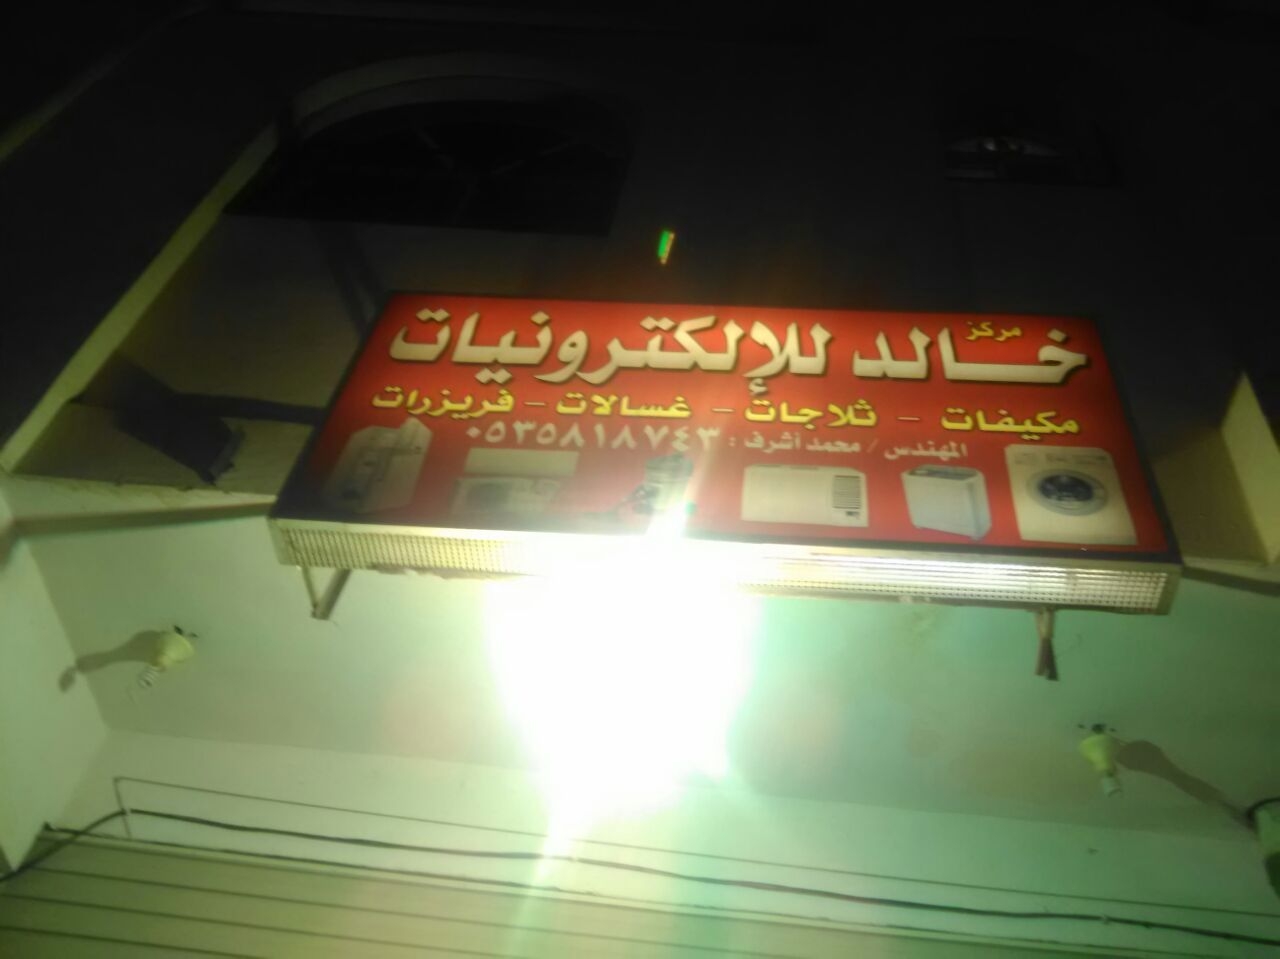 مركز
خالد للإلكترونيات
مكيفات - ثلاجات - غسالات - فريزرات
المهندس / محمد أشرف : ٠٥٣٥٨١٨٧٤٣